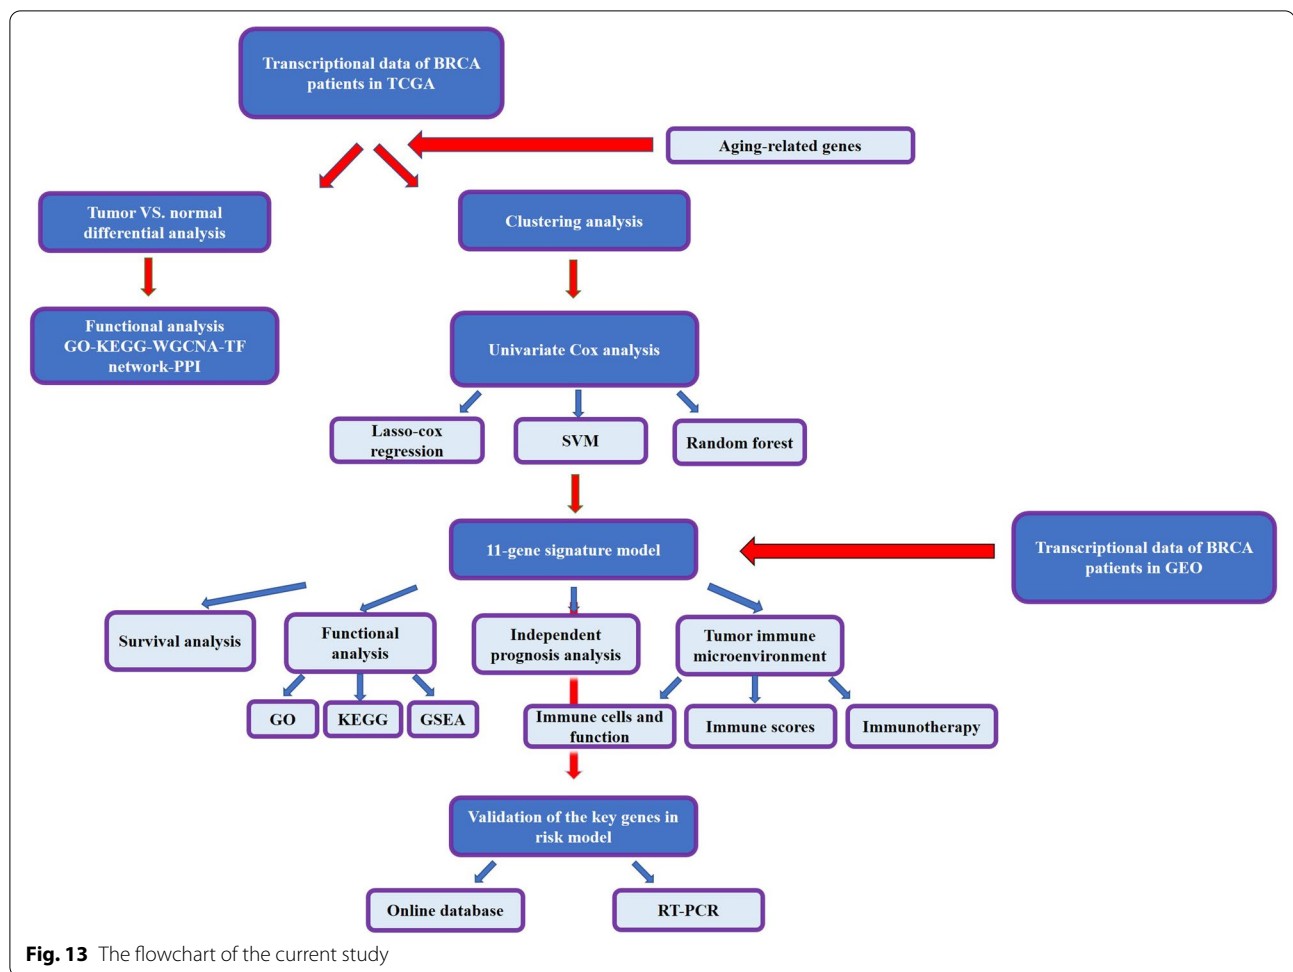 Transcriptional data of BRCA
patients in TCGA
Aging-related genes
Tumor VS. normal
differential analysis
Clustering analysis
Functional analysis
GO-KEGG-WGCNA-TF
network-PPI
Univariate Cox analysis
Lasso-cox
regression
SVM
Random forest
11-gene signature model
Transcriptional data of BRCA
patients in GEO
Survival analysis
Functional
analysis
Independent
prognosis analysis
Tumor immune
microenvironment
GO
KEGG
GSEA
Immune cells and
function
Immune scores
Immunotherapy
Validation of the key genes in
risk model
Online database
RT-PCR
Fig. 13 The flowchart of the current study